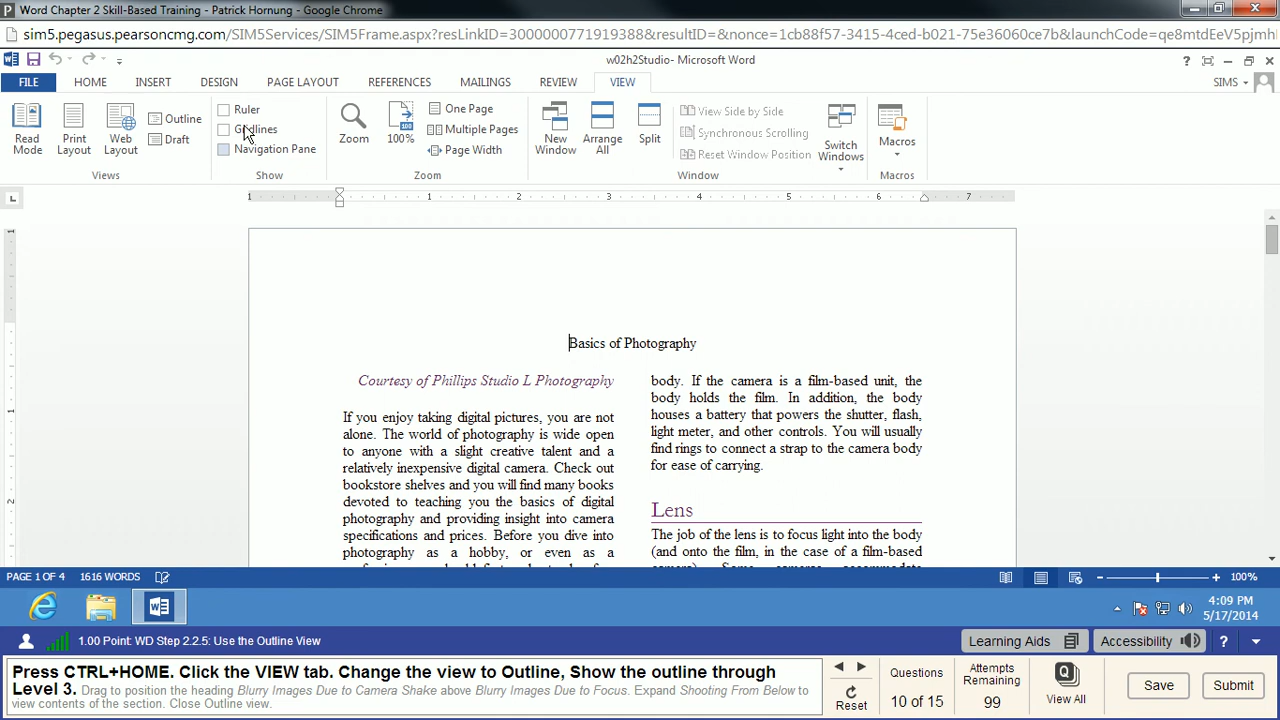 Word Chapter 2 Skill-Based Training - Patrick Hornung - Google Chrome
sim5.pegasus.pearsoncmg.com/SIM5Services/SIM5Frame.aspx?resLinkID=3000000771919388&resultID=&nonce=1cb88f57-3415-4ced-b021-75e36060ce7b&launchCode=qe8mtdEeV5pjmh
w02h2Studio- Microsoft Word
FILE HOME INSERT DESIGN PAGE LAYOUT REFERENCES MAILINGS REVIEW VIEW SIMS
Read Mode
Print Layout
Web Layout
Outline
Draft
Views
Ruler
Navigation Pane
Show
Zoom
100%
One Page
Multiple Pages
Page Width
Zoom
New Window
Arrange All
Split
View Side by Side
Synchronous Scrolling
Reset Window Position
Switch Windows
Window
Macros
Macros
1 1 2 3 4 5 6 7
1
1
2
Basics of Photography
Courtesy of Phillips Studio L Photography
If you enjoy taking digital pictures, you are not
alone. The world of photography is wide open
to anyone with a slight creative talent and a
relatively inexpensive digital camera. Check out
bookstore shelves and you will find many books
devoted to teaching you the basics of digital
photography and providing insight into camera
specifications and prices. Before you dive into
photography as a hobby, or even as a
body. If the camera is a film-based unit, the
body holds the film. In addition, the body
houses a battery that powers the shutter, flash,
light meter, and other controls. You will usually
find rings to connect a strap to the camera body
for ease of carrying.
Lens
The job of the lens is to focus light into the body
(and onto the film, in the case of a film-based
PAGE 1 OF 4 1616 WORDS 100%
4:09 PM
5/17/2014
1.00 Point: WD Step 2.2.5: Use the Outline View
Learning Aids
Accessibility
?
Press CTRL+HOME. Click the VIEW tab. Change the view to Outline, Show the outline through
Level 3. Drag to position the heading Blurry Images Due to Camera Shake above Blurry Images Due to Focus. Expand Shooting From Below to
view contents of the section. Close Outline view.
Reset
Questions
10 of 15
Attempts Remaining
99
View All
Save
Submit